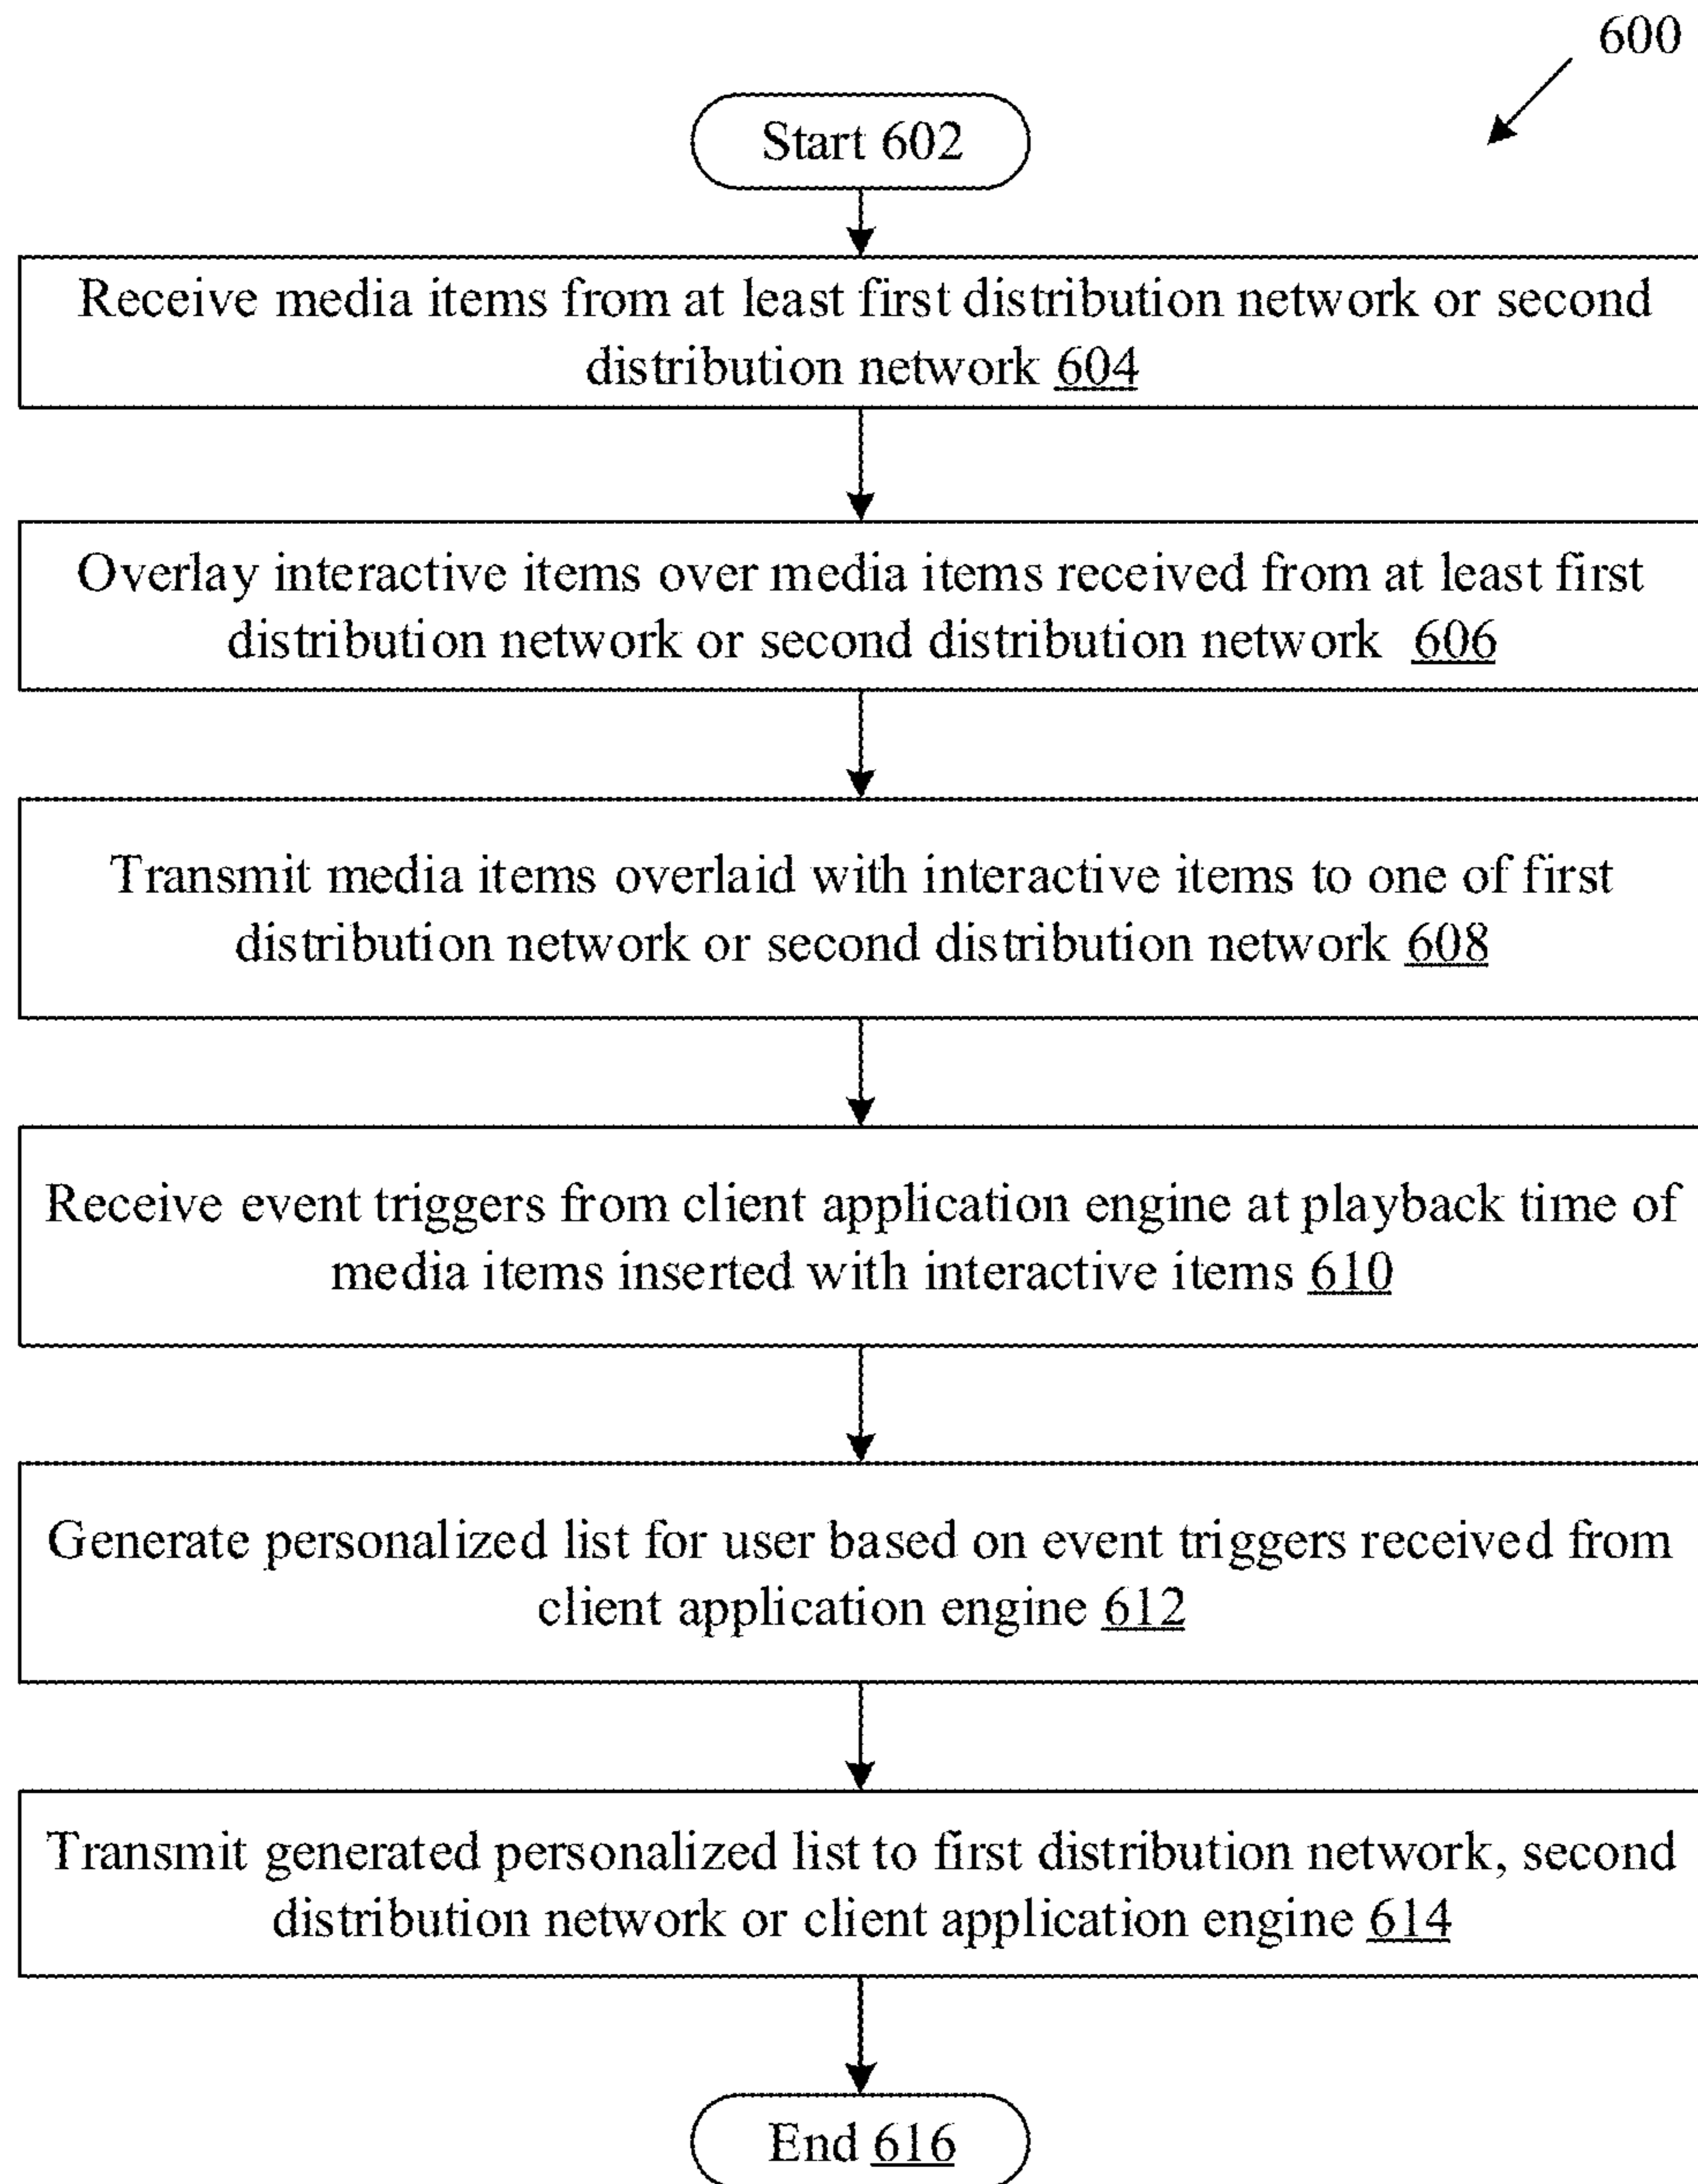 600
Start 602
Receive media items from at least first distribution network or second
distribution network 604
Overlay interactive items over media items received from at least first
distribution network or second distribution network 606
Transmit media items overlaid with interactive items to one of first
distribution network or second distribution network 608
Receive event triggers from client application engine at playback time of
media items inserted with interactive items 610
Generate personalized list for user based on event triggers received from
client application engine 612
Transmit generated personalized list to first distribution network, second
distribution network or client application engine 614
End 616